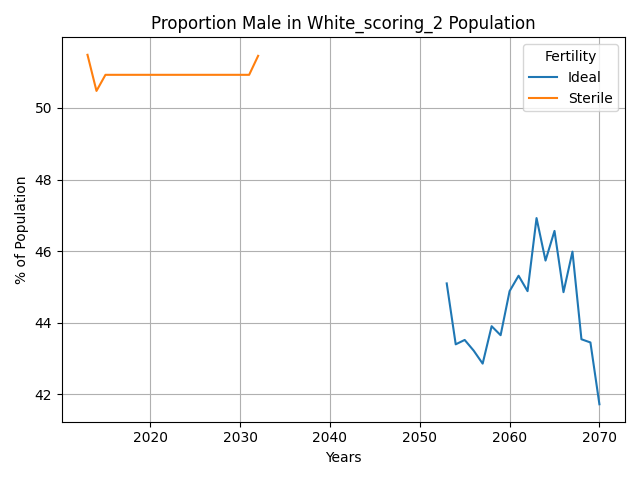 Proportion Male in White_scoring_2 Population
Fertility
Ideal
Sterile
% of Population
50
48
46
44
42
2020 2030 2040 2050 2060 2070
Years